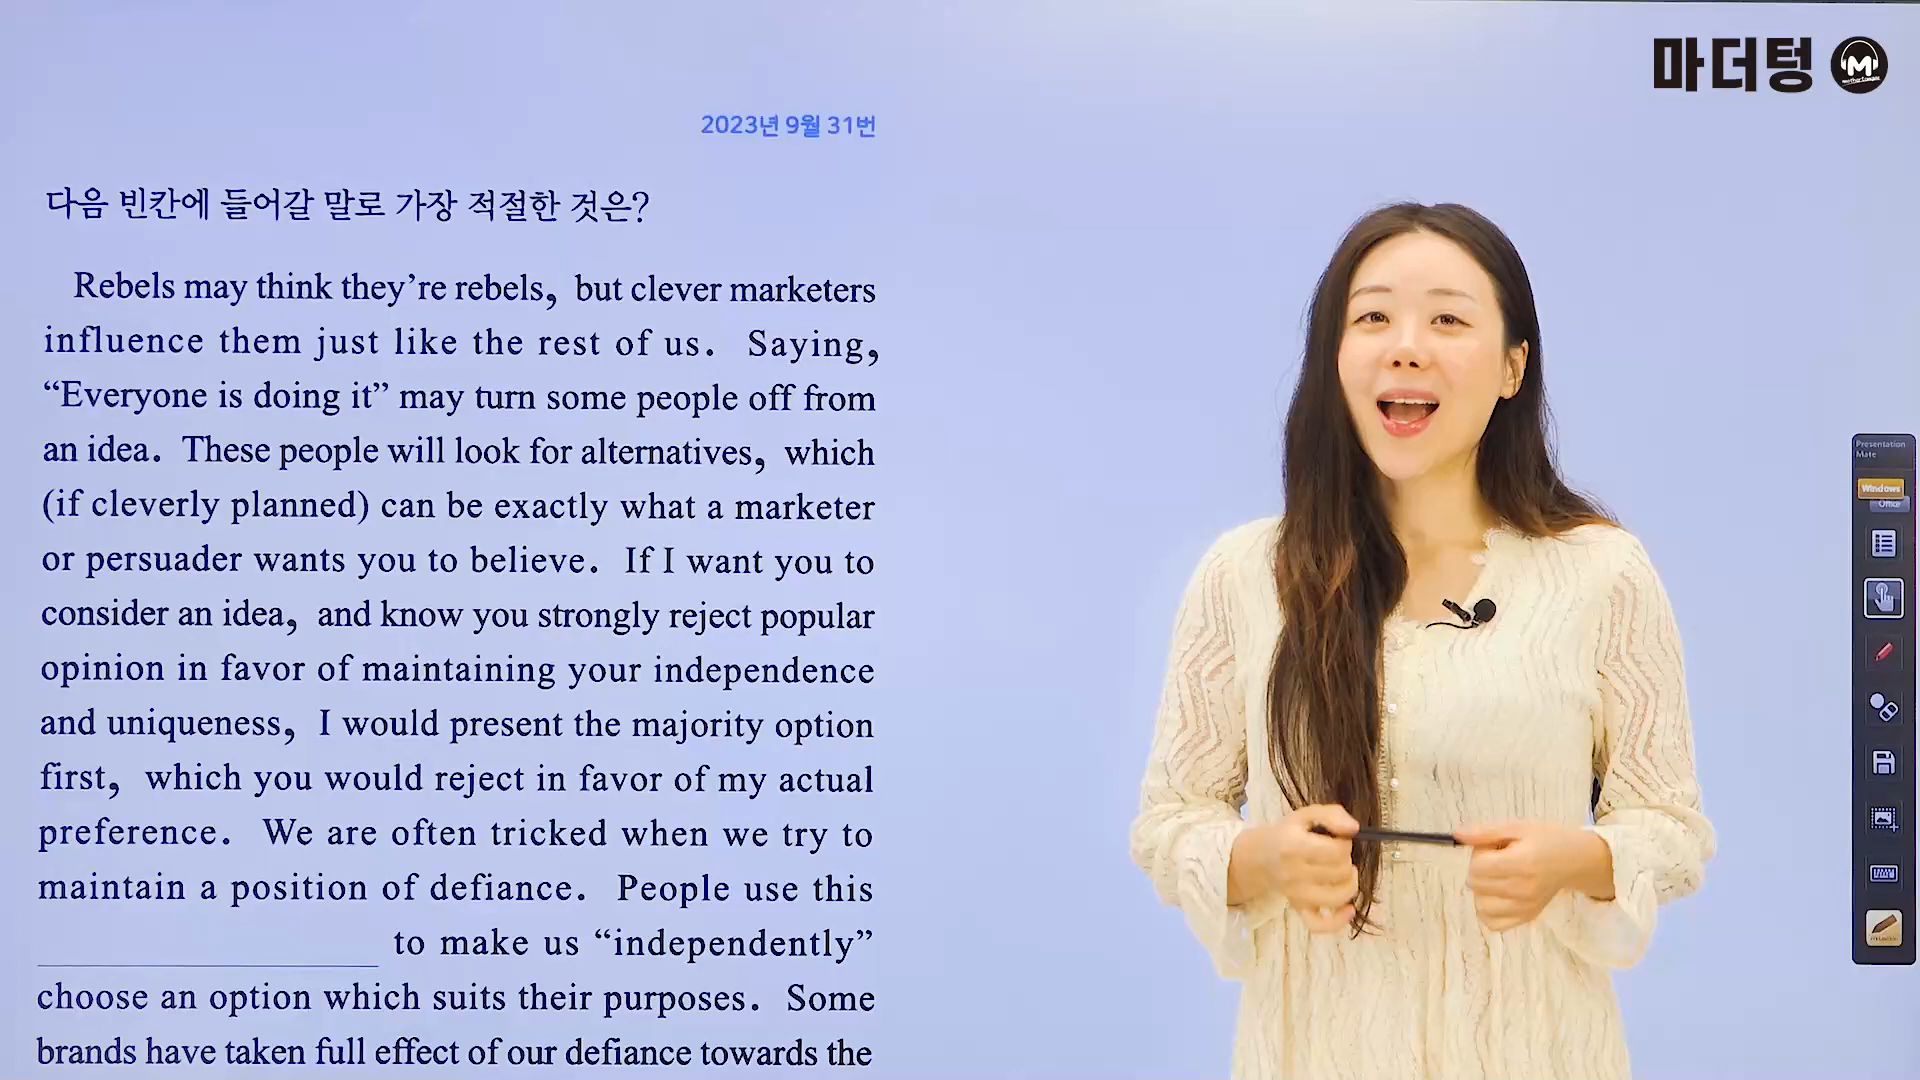 마더텅
2023년 9월 31번
다음 빈칸에 들어갈 말로 가장 적절한 것은?
Rebels may think they’re rebels, but clever marketers
influence them just like the rest of us. Saying,
“Everyone is doing it” may turn some people off from
an idea. These people will look for alternatives, which
(if cleverly planned) can be exactly what a marketer
or persuader wants you to believe. If I want you to
consider an idea, and know you strongly reject popular
opinion in favor of maintaining your independence
and uniqueness, I would present the majority option
first, which you would reject in favor of my actual
preference. We are often tricked when we try to
maintain a position of defiance. People use this
to make us “independently”
choose an option which suits their purposes. Some
brands have taken full effect of our defiance towards the
Presentation
Mate
Windows
Office